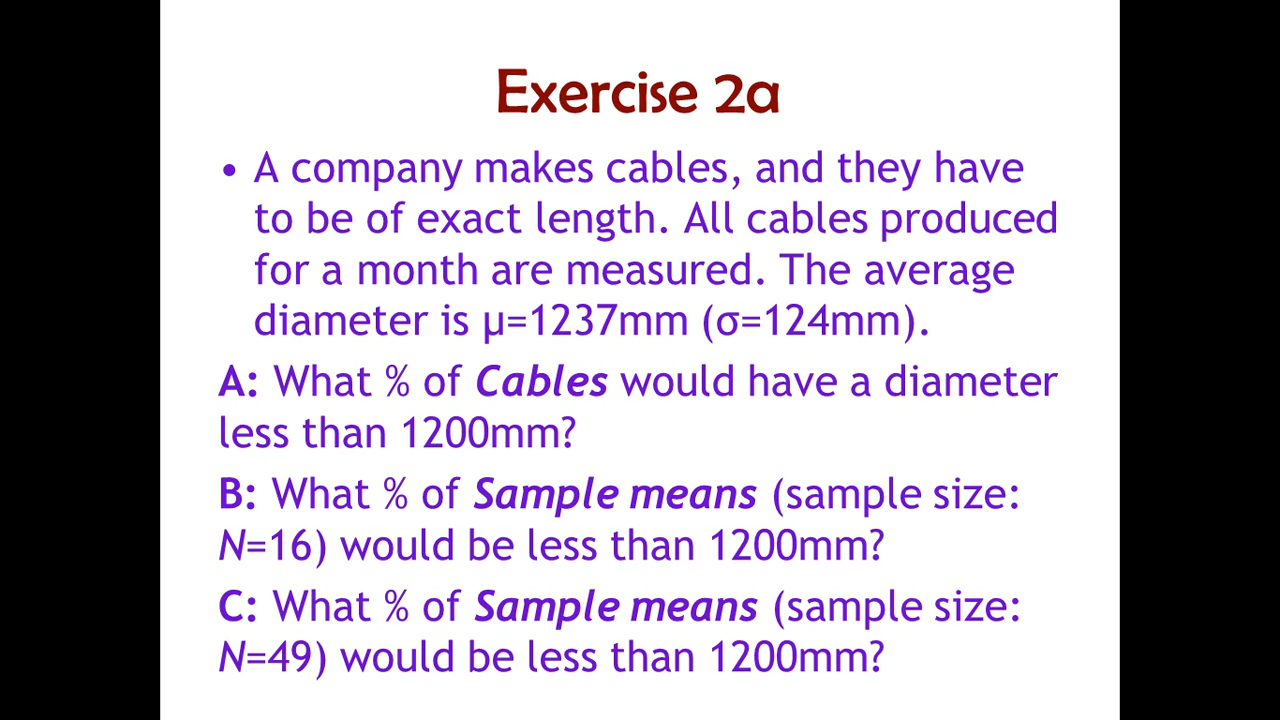 Exercise 2a
• A company makes cables, and they have
to be of exact length. All cables produced
for a month are measured. The average
diameter is µ=1237mm (σ=124mm).
A: What % of Cables would have a diameter
less than 1200mm?
B: What % of Sample means (sample size:
N=16) would be less than 1200mm?
C: What % of Sample means (sample size:
N=49) would be less than 1200mm?